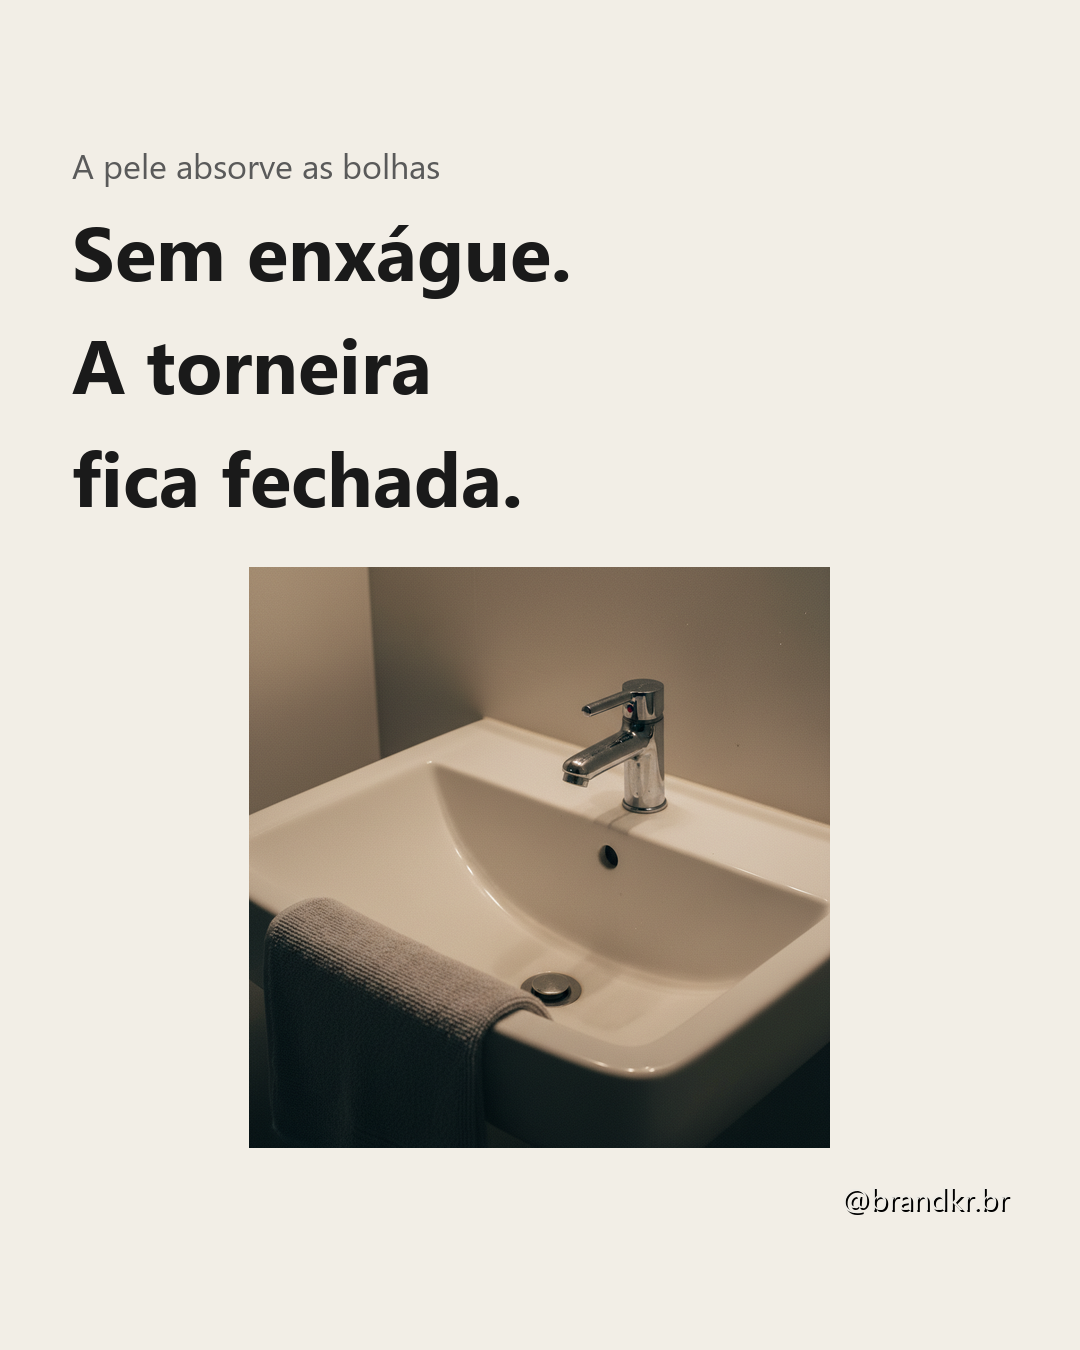 A pele absorve as bolhas
Sem enxágue.
A torneira
fica fechada.
@brandkr.br